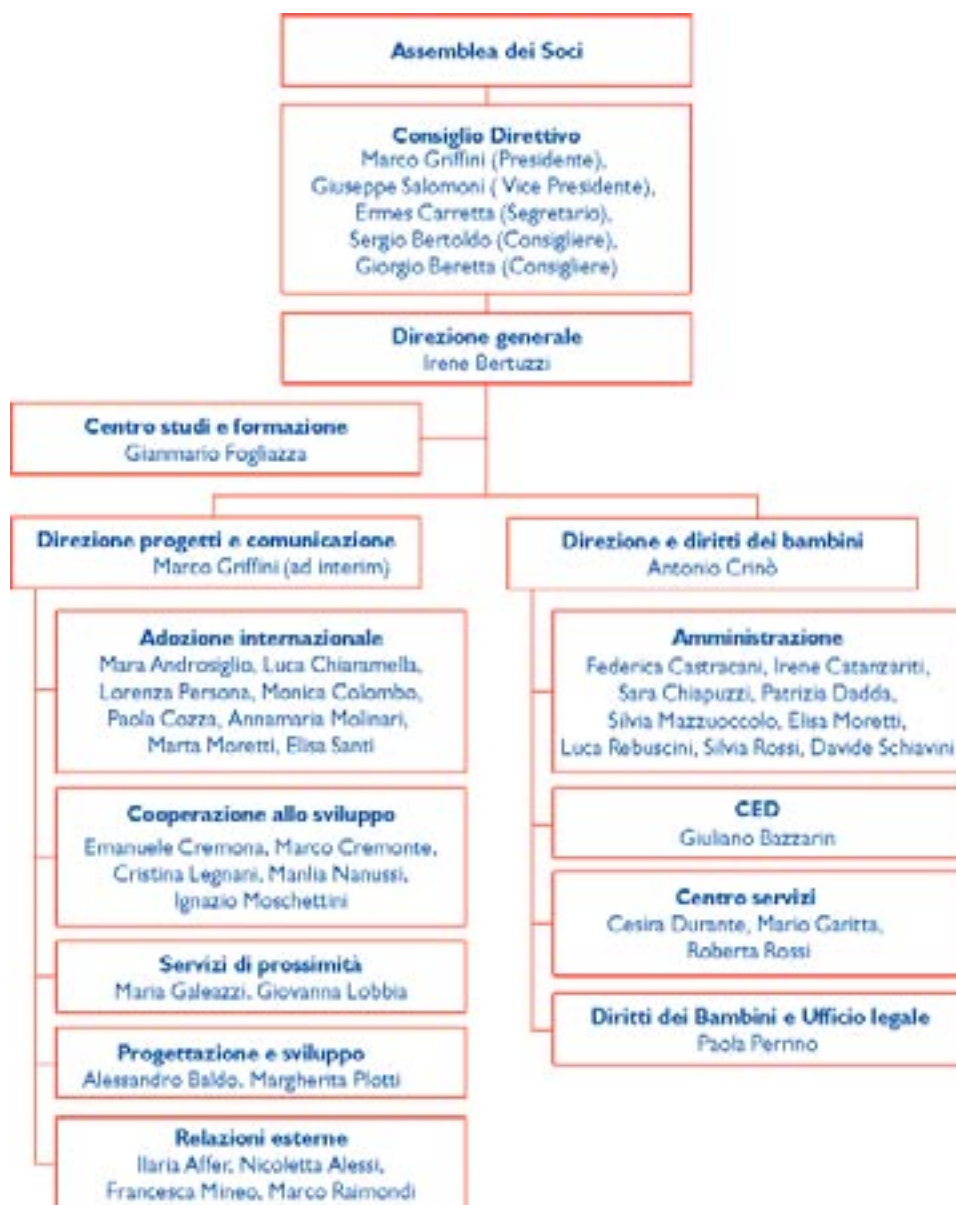 Assemblea dei Soci
Consiglio Direttivo
Marco Griffini (Presidente),
Giuseppe Salomoni ( Vice Presidente),
Ermes Carretta (Segretario),
Sergio Bertoldo (Consigliere),
Giorgio Beretta (Consigliere)
Direzione generale
Irene Bertuzzi
Centro studi e formazione
Gianmario Fogliazza
Direzione progetti e comunicazione
Marco Griffini (ad interim)
Adozione internazionale
Mara Androsiglio, Luca Chiaramella,
Lorenza Persona, Monica Colombo,
Paola Cozza, Annamaria Molinari,
Marta Moretti, Elisa Santi
Cooperazione allo sviluppo
Emanuele Cremona, Marco Cremonte,
Cristina Legnani, Manlia Nanussi,
Ignazio Moschettini
Servizi di prossimità
Maria Galeazzi, Giovanna Lobbia
Progettazione e sviluppo
Alessandro Baldo, Margherita Plotti
Relazioni esterne
Ilaria Affer, Nicoletta Alessi,
Francesca Mineo, Marco Raimondi
Direzione e diritti dei bambini
Antonio Crinò
Amministrazione
Federica Castracani, Irene Catanzariti,
Sara Chiapuzzi, Patrizia Dadda,
Silvia Mazzuoccolo, Elisa Moretti,
Luca Rebuscini, Silvia Rossi, Davide Schiavini
CED
Giuliano Bazzarin
Centro servizi
Cesira Durante, Mario Garitta,
Roberta Rossi
Diritti dei Bambini e Ufficio legale
Paola Perrino